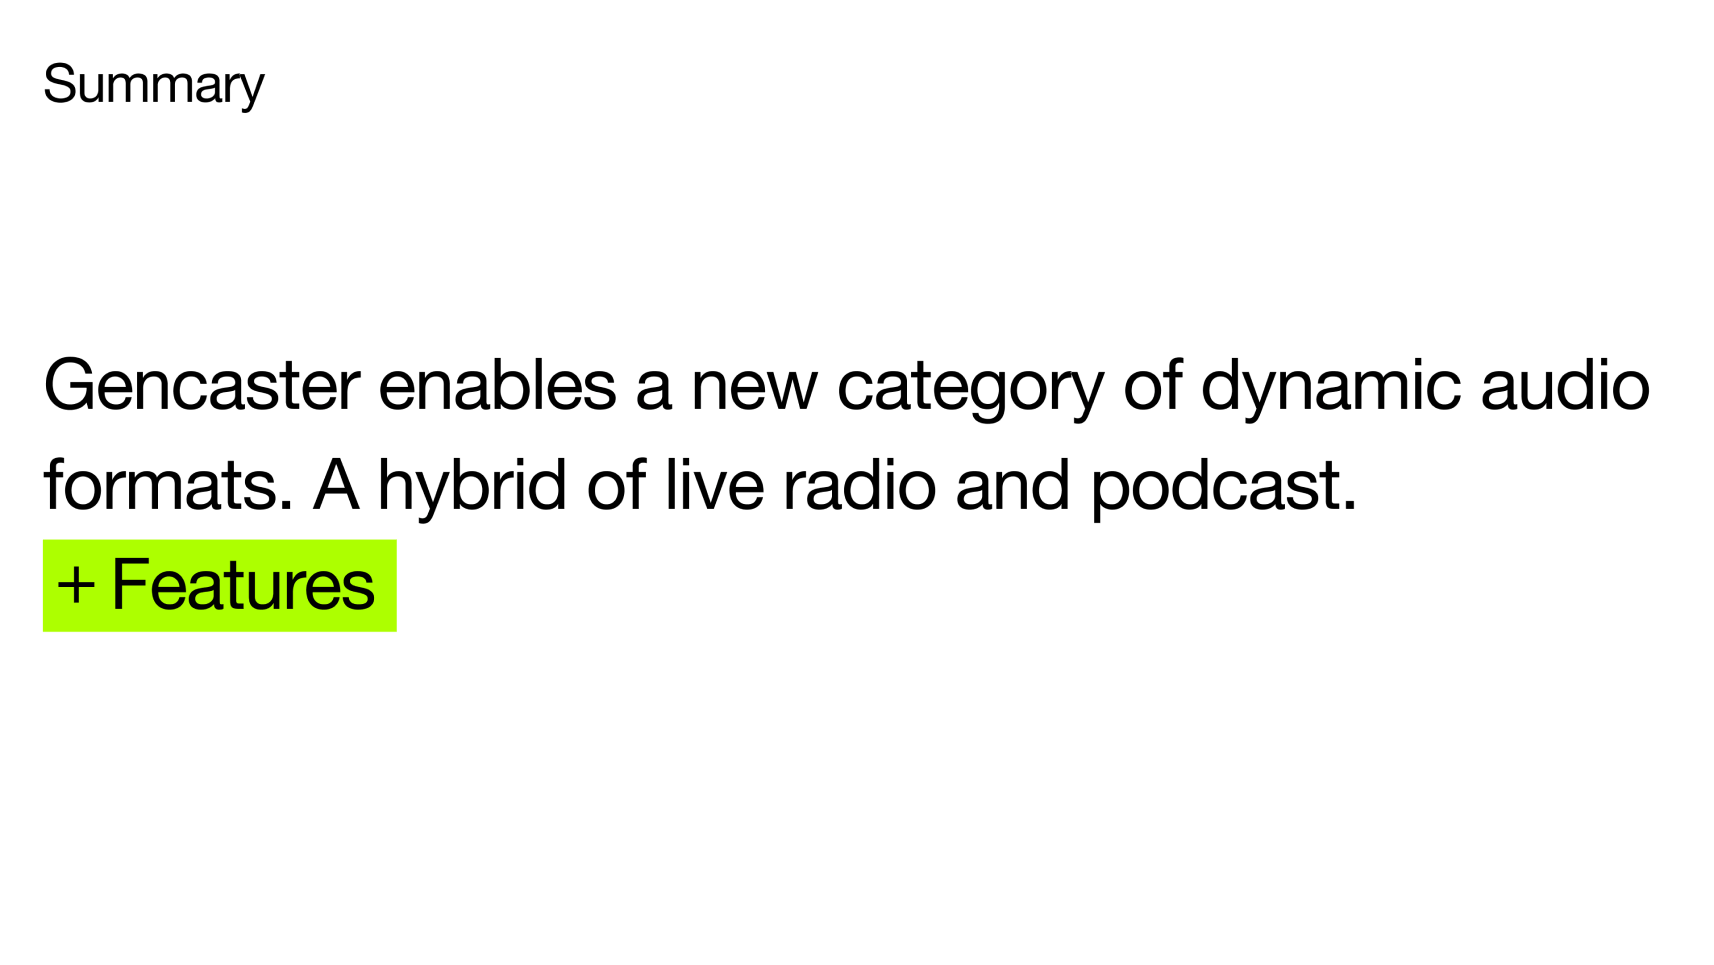 Summary
Gencaster enables a new category of dynamic audio
formats. A hybrid of live radio and podcast.
+ Features